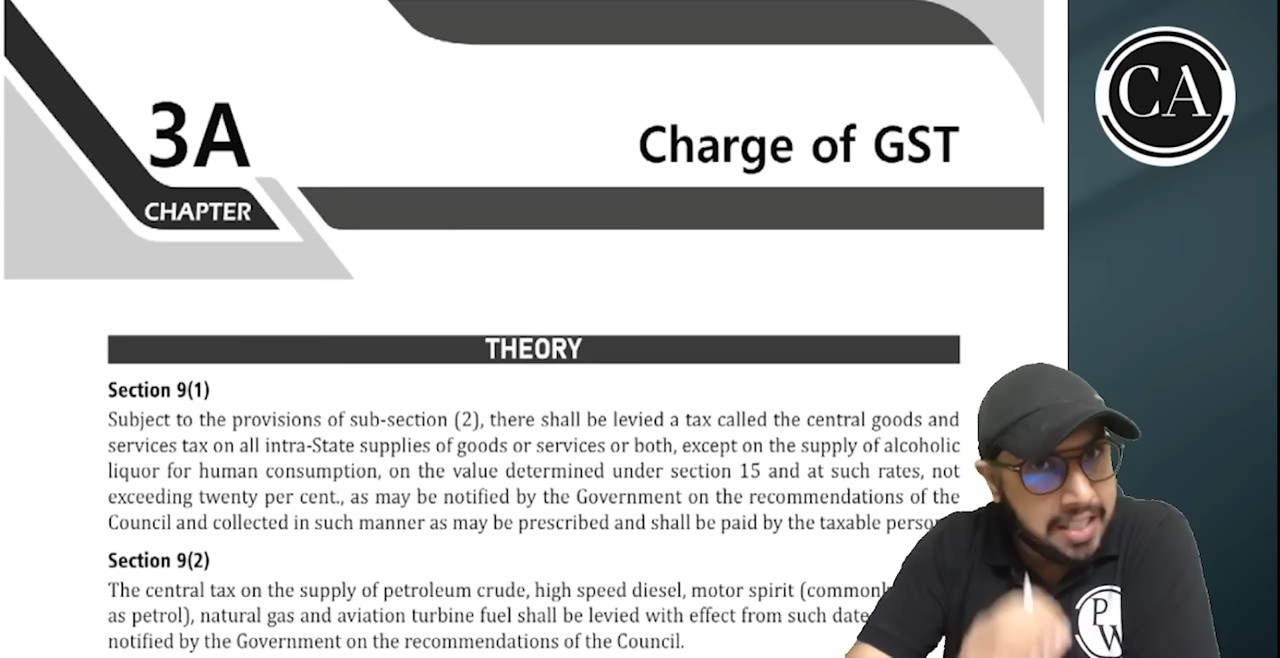 CA
3A
Charge of GST
CHAPTER
THEORY
Section 9(1)
Subject to the provisions of sub-section (2), there shall be levied a tax called the central goods and
services tax on all intra-State supplies of goods or services or both, except on the supply of alcoholic
liquor for human consumption, on the value determined under section 15 and at such rates, not
exceeding twenty per cent., as may be notified by the Government on the recommendations of the
Council and collected in such manner as may be prescribed and shall be paid by the taxable
Section 9(2)
The central tax on the supply of petroleum crude, high speed diesel, motor spirit
as petrol), natural gas and aviation turbine fuel shall be levied with effect from such date
notified by the Government on the recommendations of the Council.
P
W